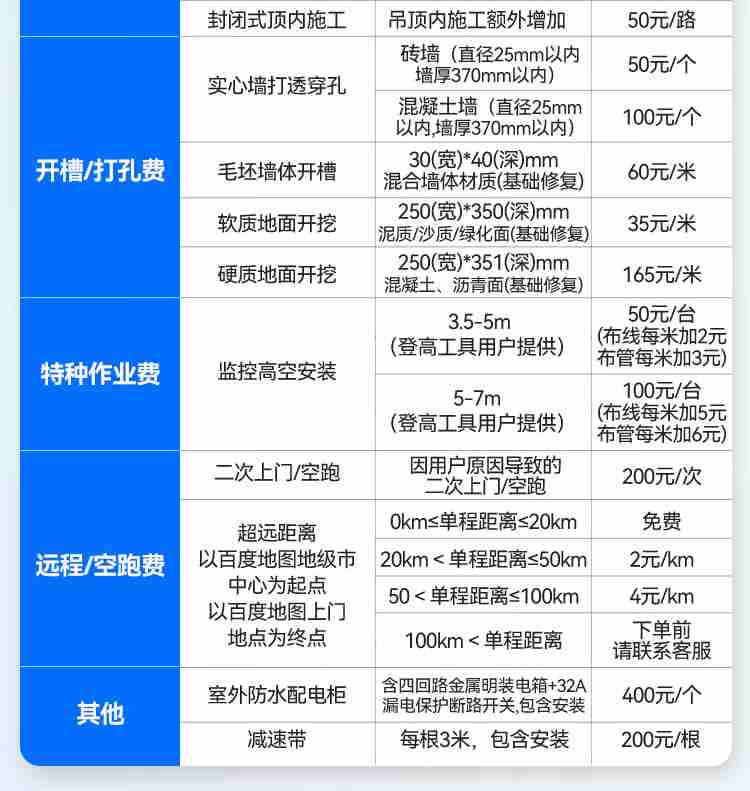 封闭式顶内施工
吊顶内施工额外增加
50元/路
开槽/打孔费
实心墙打透穿孔
砖墙（直径25mm以内
墙厚370mm以内）
50元/个
混凝土墙（直径25mm
以内,墙厚370mm以内）
100元/个
毛坯墙体开槽
30(宽)*40(深)mm
混合墙体材质(基础修复)
60元/米
软质地面开挖
250(宽)*350(深)mm
泥质/沙质/绿化面(基础修复)
35元/米
硬质地面开挖
250(宽)*351(深)mm
混凝土、沥青面(基础修复)
165元/米
特种作业费
监控高空安装
3.5-5m
（登高工具用户提供）
50元/台
(布线每米加2元
布管每米加3元)
5-7m
（登高工具用户提供）
100元/台
(布线每米加5元
布管每米加6元)
远程/空跑费
二次上门/空跑
因用户原因导致的
二次上门/空跑
200元/次
超远距离
以百度地图地级市
中心为起点
以百度地图上门
地点为终点
0km≤单程距离≤20km
免费
20km＜单程距离≤50km
2元/km
50＜单程距离≤100km
4元/km
100km＜单程距离
下单前
请联系客服
其他
室外防水配电柜
含四回路金属明装电箱+32A
漏电保护断路开关,包含安装
400元/个
减速带
每根3米，包含安装
200元/根